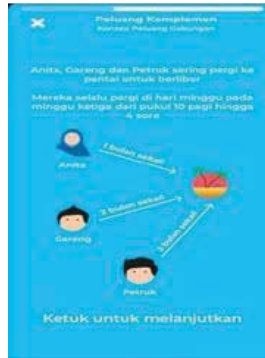 Peluang Komplemen
Konsep Peluang Gabungan
Anita, Gareng dan Petruk sering pergi ke
pantai untuk berlibur
Mereka selalu pergi di hari minggu pada
minggu ketiga dari pukul 10 pagi hingga
4 sore
1 bulan sekali
Anita
2 bulan sekali
Gareng
3 bulan sekali
Petruk
Ketuk untuk melanjutkan